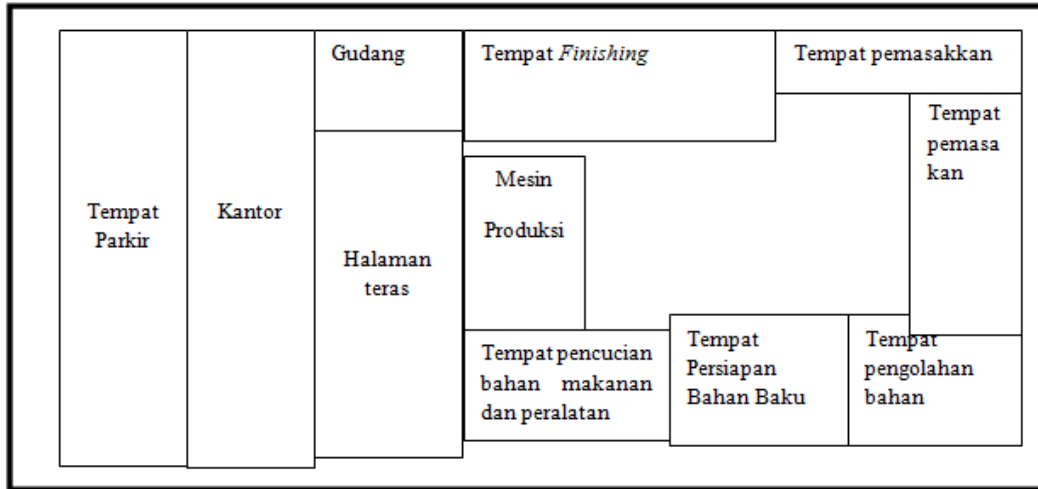 Gudang
Tempat Finishing
Tempat pemasakkan
Tempat
pemasa
kan
Tempat
Parkir
Kantor
Mesin
Produksi
Halaman
teras
Tempat pencucian
bahan makanan
dan peralatan
Tempat
Persiapan
Bahan Baku
Tempat
pengolahan
bahan